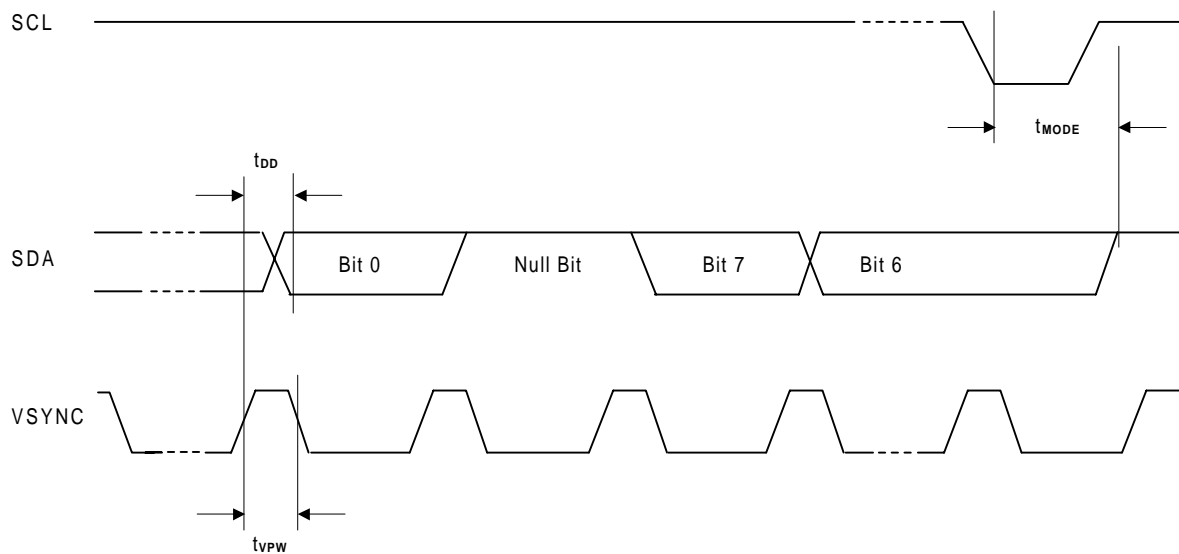 SCL
tMODE
tDD
SDA
Bit 0
Null Bit
Bit 7
Bit 6
VSYNC
tVPW